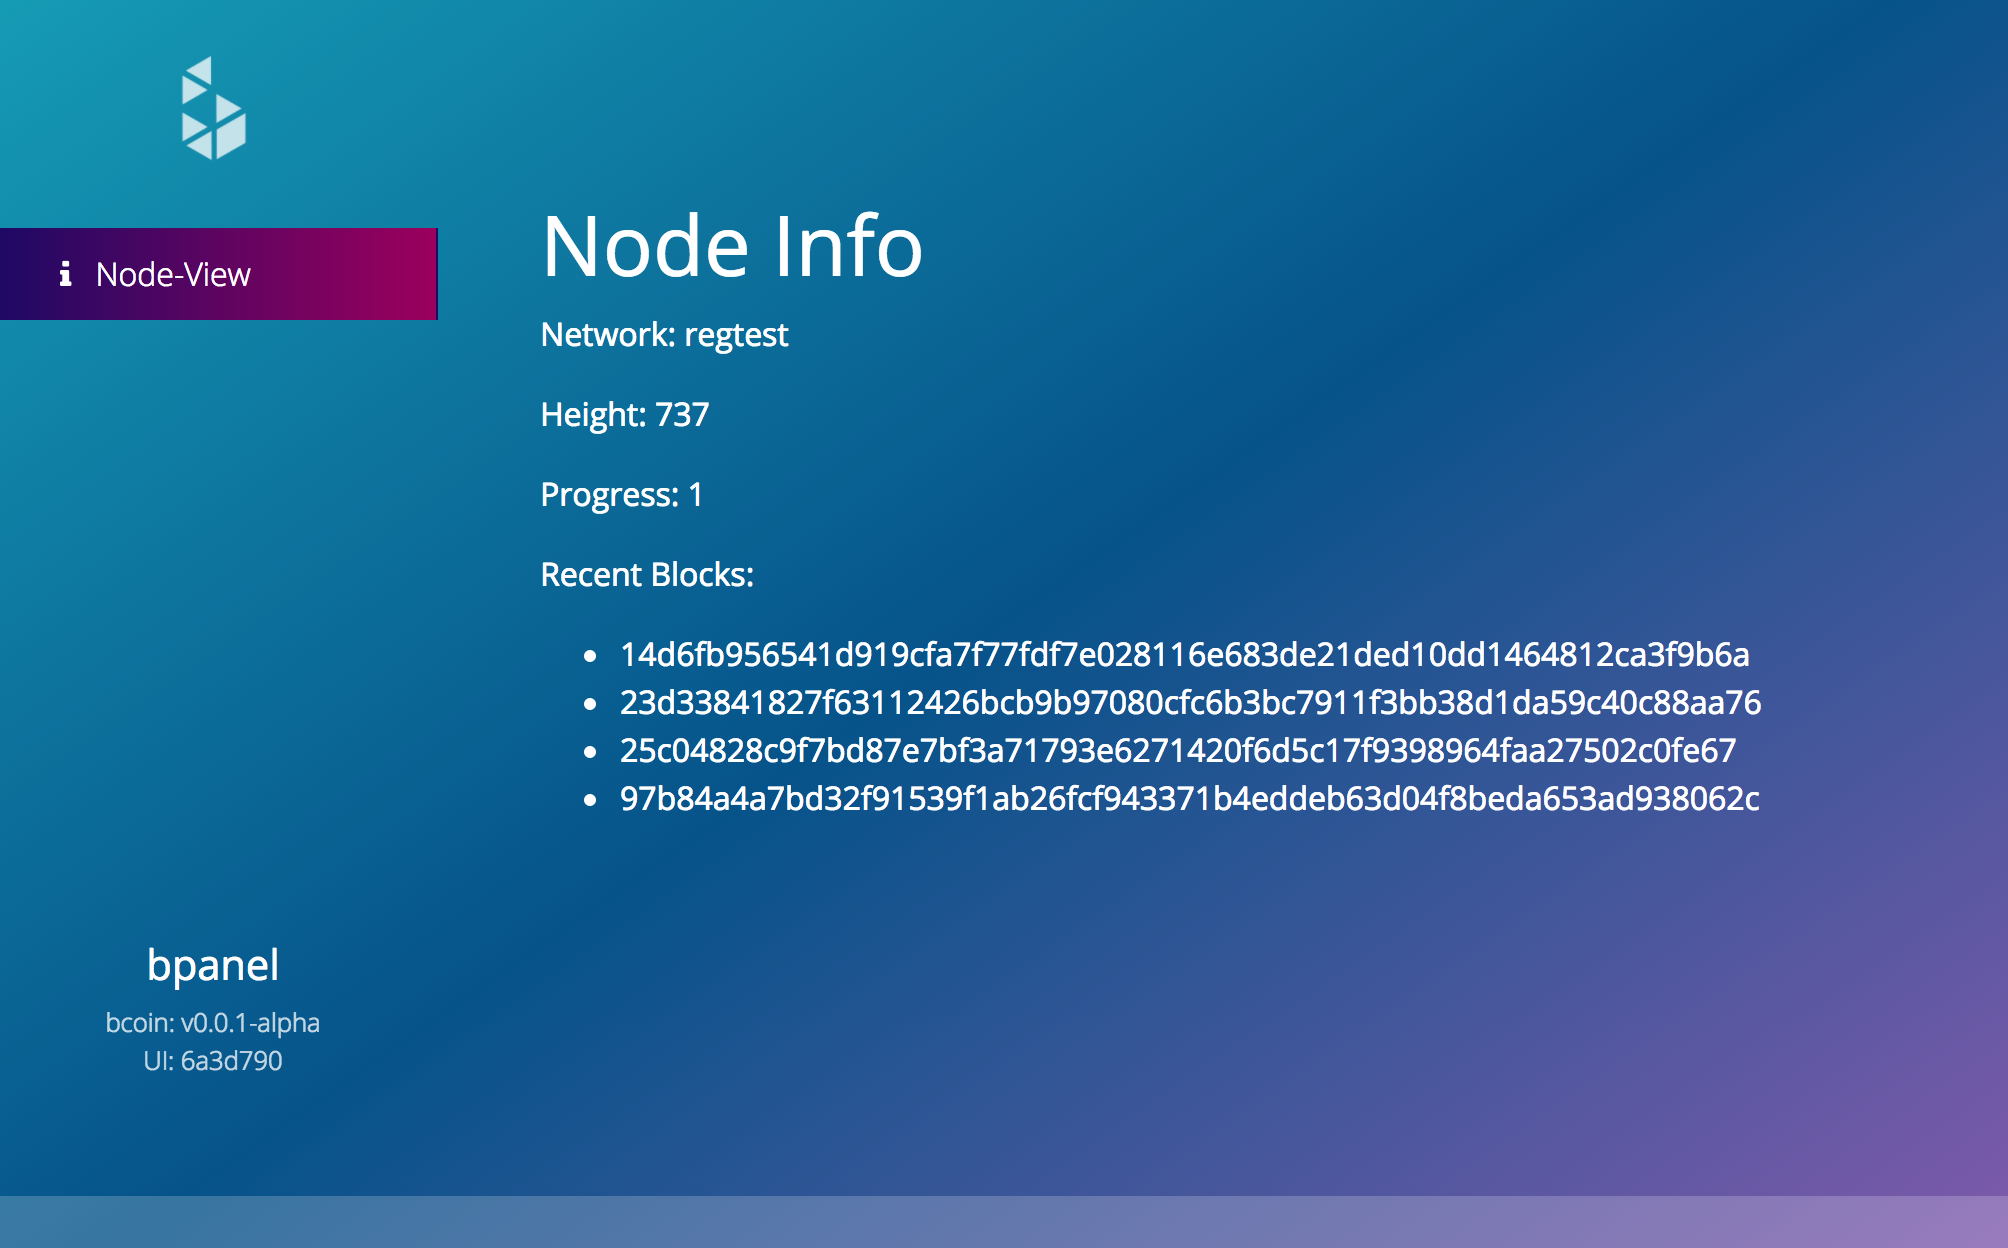 Node-View
Node Info
Network: regtest
Height: 737
Progress: 1
Recent Blocks:
14d6fb956541d919cfa7f77fdf7e028116e683de21ded10dd1464812ca3f9b6a
23d33841827f63112426bcb9b97080cfc6b3bc7911f3bb38d1da59c40c88aa76
25c04828c9f7bd87e7bf3a71793e6271420f6d5c17f9398964faa27502c0fe67
97b84a4a7bd32f91539f1ab26fcf943371b4eddeb63d04f8beda653ad938062c
bpanel
bcoin: v0.0.1-alpha
UI: 6a3d790